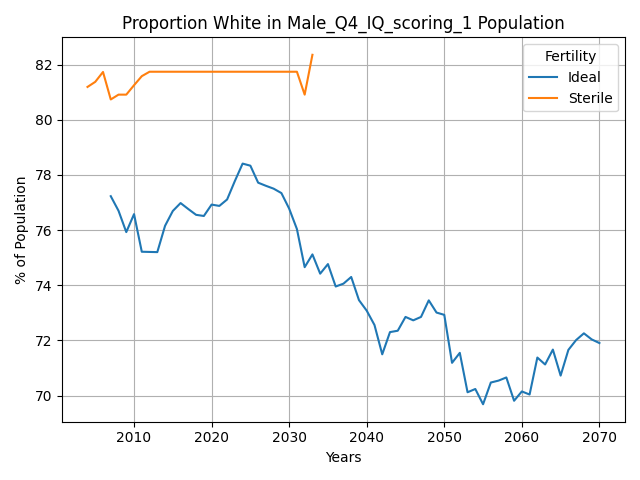 Proportion White in Male_Q4_IQ_scoring_1 Population
% of Population
82
80
78
76
74
72
70
Fertility
Ideal
Sterile
2010 2020 2030 2040 2050 2060 2070
Years